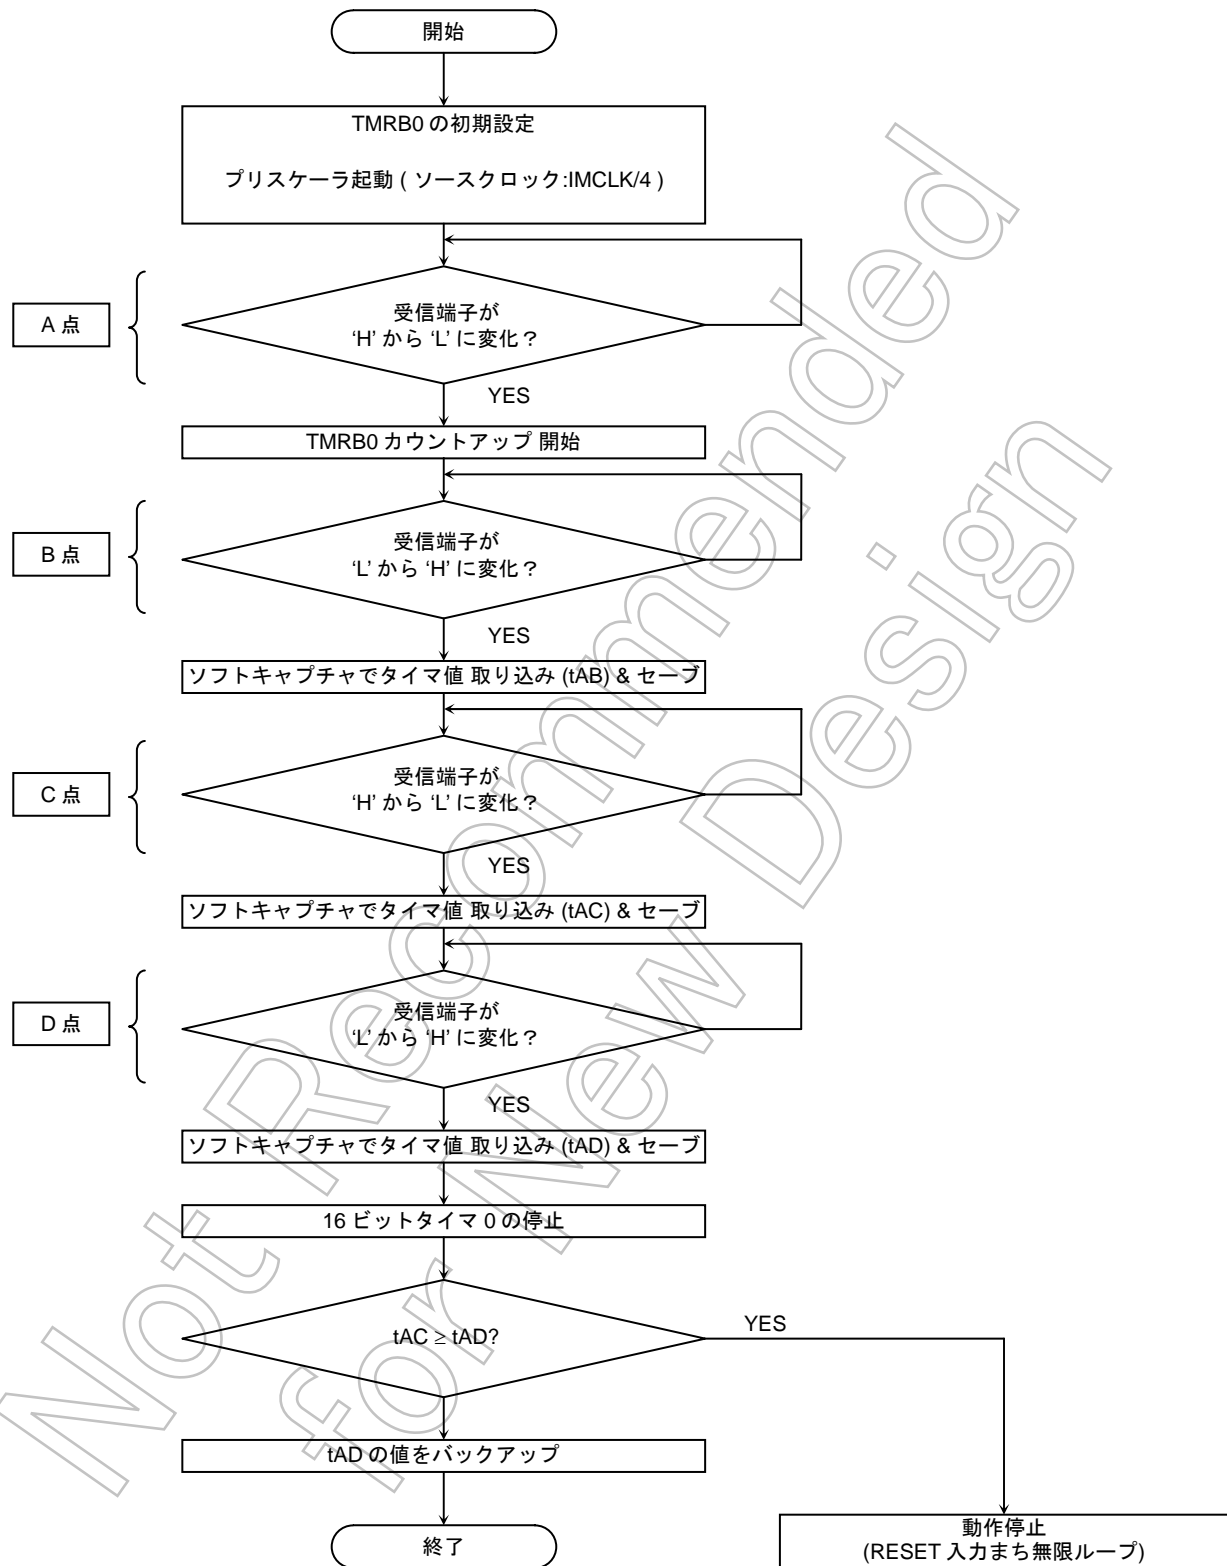 開始
TMRB0 の初期設定
プリスケーラ起動 ( ソースクロック:IMCLK/4 )
A 点
受信端子が
‘H’ から ‘L’ に変化？
YES
TMRB0 カウントアップ 開始
B 点
受信端子が
‘L’ から ‘H’ に変化？
YES
ソフトキャプチャでタイマ値 取り込み (tAB) & セーブ
C 点
受信端子が
‘H’ から ‘L’ に変化？
YES
ソフトキャプチャでタイマ値 取り込み (tAC) & セーブ
D 点
受信端子が
‘L’ から ‘H’ に変化？
YES
ソフトキャプチャでタイマ値 取り込み (tAD) & セーブ
16 ビットタイマ 0 の停止
tAC ≥ tAD?
YES
tAD の値をバックアップ
終了
動作停止
(RESET 入力まち無限ループ)
Not Recommended
for New Design